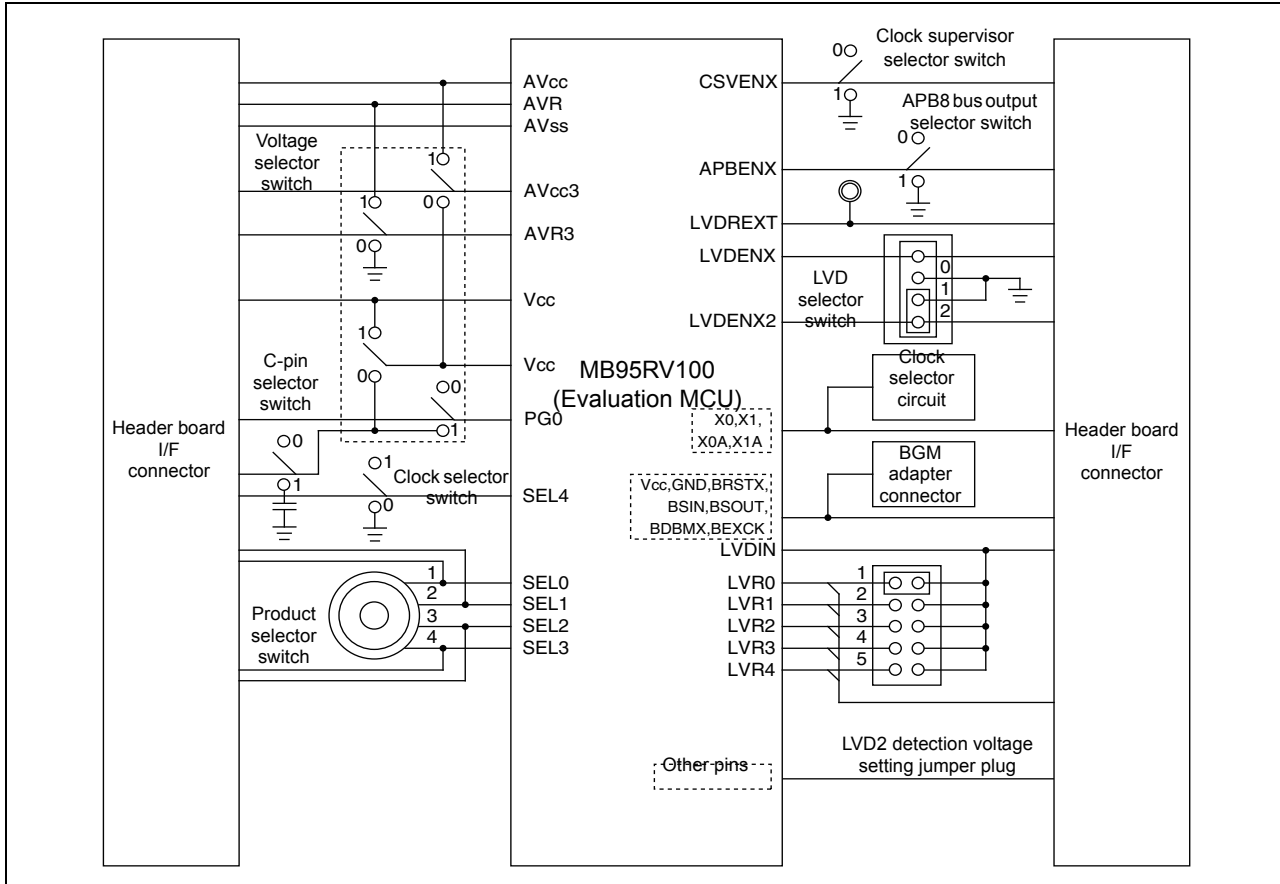 Header board
I/F
connector
Voltage
selector
switch
1
0
1
0
1
0
C-pin
selector
switch
0
1
0
1
Clock selector
switch
1
0
Product
selector
switch
1
2
3
4
AVcc
AVR
AVss
AVcc3
AVR3
Vcc
Vcc
PG0
SEL4
SEL0
SEL1
SEL2
SEL3
MB95RV100
(Evaluation MCU)
CSVENX
APBENX
LVDREXT
LVDENX
LVDENX2
X0,X1,
X0A,X1A
Vcc,GND,BRSTX,
BSIN,BSOUT,
BDBMX,BEXCK
LVDIN
LVR0
LVR1
LVR2
LVR3
LVR4
Other pins
Clock supervisor
selector switch
0
1
APB8 bus output
selector switch
0
1
LVD
selector
switch
0
1
2
Clock
selector
circuit
BGM
adapter
connector
1
2
3
4
5
LVD2 detection voltage
setting jumper plug
Header board
I/F
connector